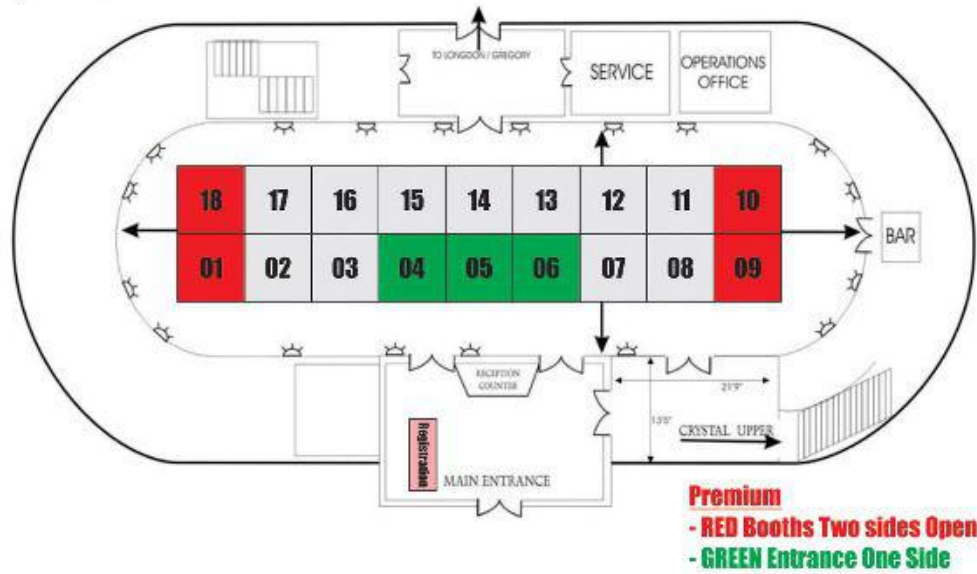 TO LONGDON / GREGORY
SERVICE
OPERATIONS
OFFICE
18 17 16 15 14 13 12 11 10
01 02 03 04 05 06 07 08 09
BAR
RECEPTION
COUNTER
21'9"
13'5"
CRYSTAL UPPER
Registration
MAIN ENTRANCE
Premium
- RED Booths Two sides Open
- GREEN Entrance One Side